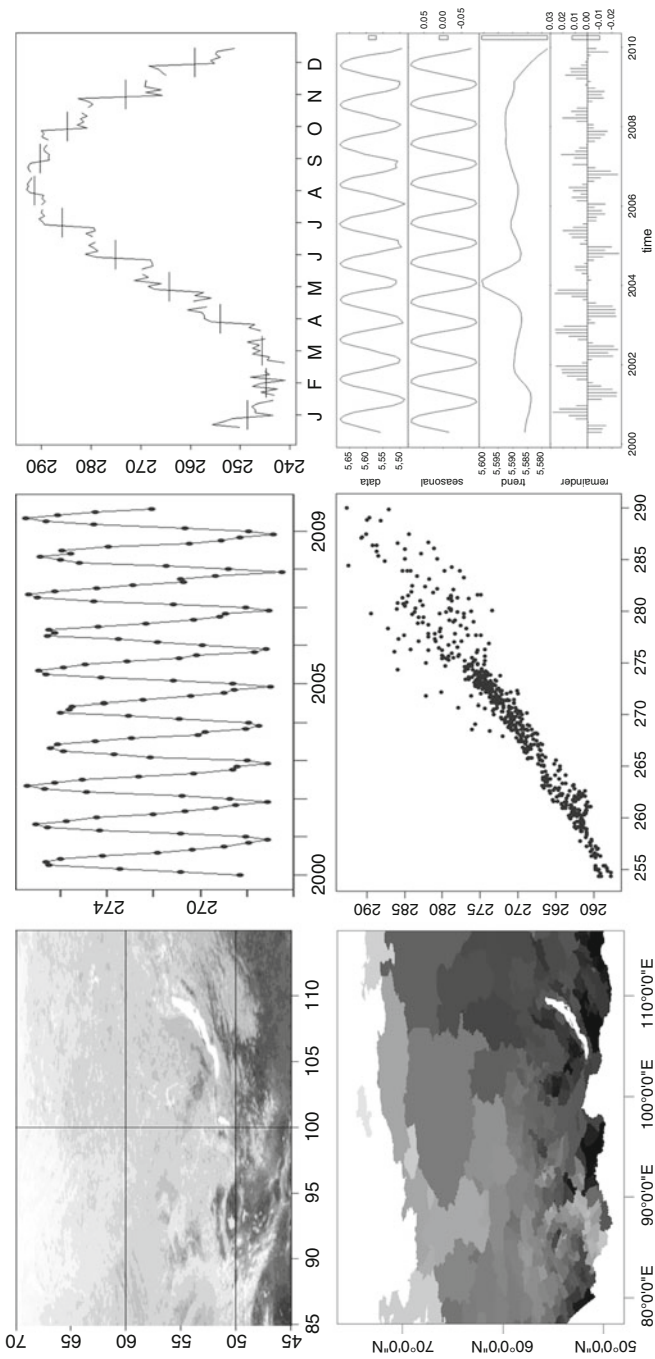 70
65
60
55
50
45
85 90 95 100 105 110
274
270
2000 2005 2009
290
280
270
260
250
240
J F M A M J J A S O N D
70°0'0"N
60°0'0"N
50°0'0"N
80°0'0"E 90°0'0"E 100°0'0"E 110°0'0"E
290
285
280
275
270
265
260
255 260 265 270 275 280 285 290
data
5.65
5.60
5.55
5.50
seasonal
0.05
0.00
-0.05
trend
5.600
5.595
5.590
5.585
5.580
remainder
0.03
0.02
0.01
0.00
-0.01
-0.02
2000 2002 2004 2006 2008 2010
time